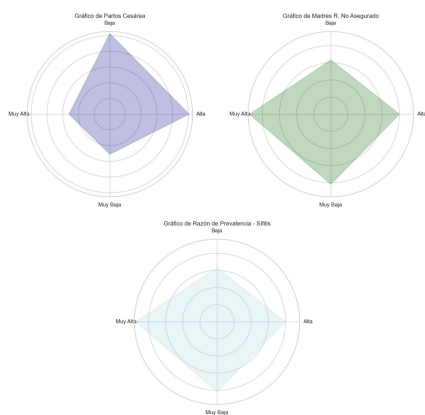 Gráfico de Partos Cesárea
Baja
Muy Alta
Alta
Muy Baja
Gráfico de Madres R. No Asegurado
Baja
Muy Alta
Alta
Muy Baja
Gráfico de Razón de Prevalencia - Sífilis
Baja
Muy Alta
Alta
Muy Baja